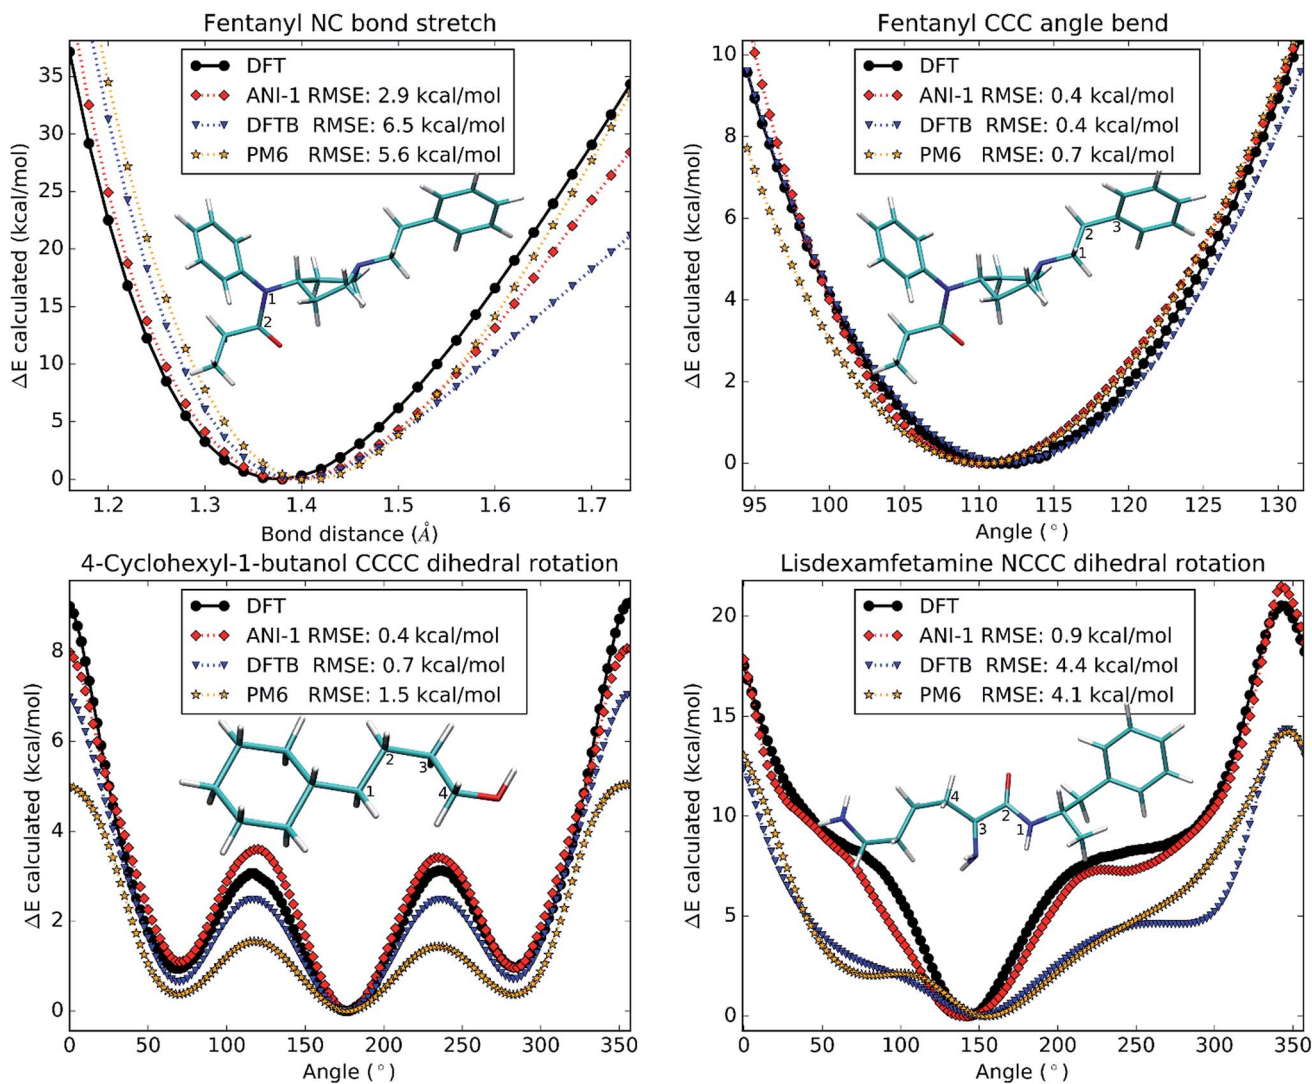 Fentanyl NC bond stretch
DFT
ANI-1 RMSE: 2.9 kcal/mol
DFTB RMSE: 6.5 kcal/mol
PM6 RMSE: 5.6 kcal/mol
ΔE calculated (kcal/mol)
35
30
25
20
15
10
5
0
1
2
1.2
1.3
1.4
1.5
1.6
1.7
Bond distance (Å)
Fentanyl CCC angle bend
DFT
ANI-1 RMSE: 0.4 kcal/mol
DFTB RMSE: 0.4 kcal/mol
PM6 RMSE: 0.7 kcal/mol
ΔE calculated (kcal/mol)
10
8
6
4
2
0
2
3
1
95
100
105
110
115
120
125
130
Angle (°)
4-Cyclohexyl-1-butanol CCCC dihedral rotation
DFT
ANI-1 RMSE: 0.4 kcal/mol
DFTB RMSE: 0.7 kcal/mol
PM6 RMSE: 1.5 kcal/mol
ΔE calculated (kcal/mol)
8
6
4
2
0
2
3
1
4
0
50
100
150
200
250
300
350
Angle (°)
Lisdexamfetamine NCCC dihedral rotation
DFT
ANI-1 RMSE: 0.9 kcal/mol
DFTB RMSE: 4.4 kcal/mol
PM6 RMSE: 4.1 kcal/mol
ΔE calculated (kcal/mol)
20
15
10
5
0
4
2
3
1
0
50
100
150
200
250
300
350
Angle (°)